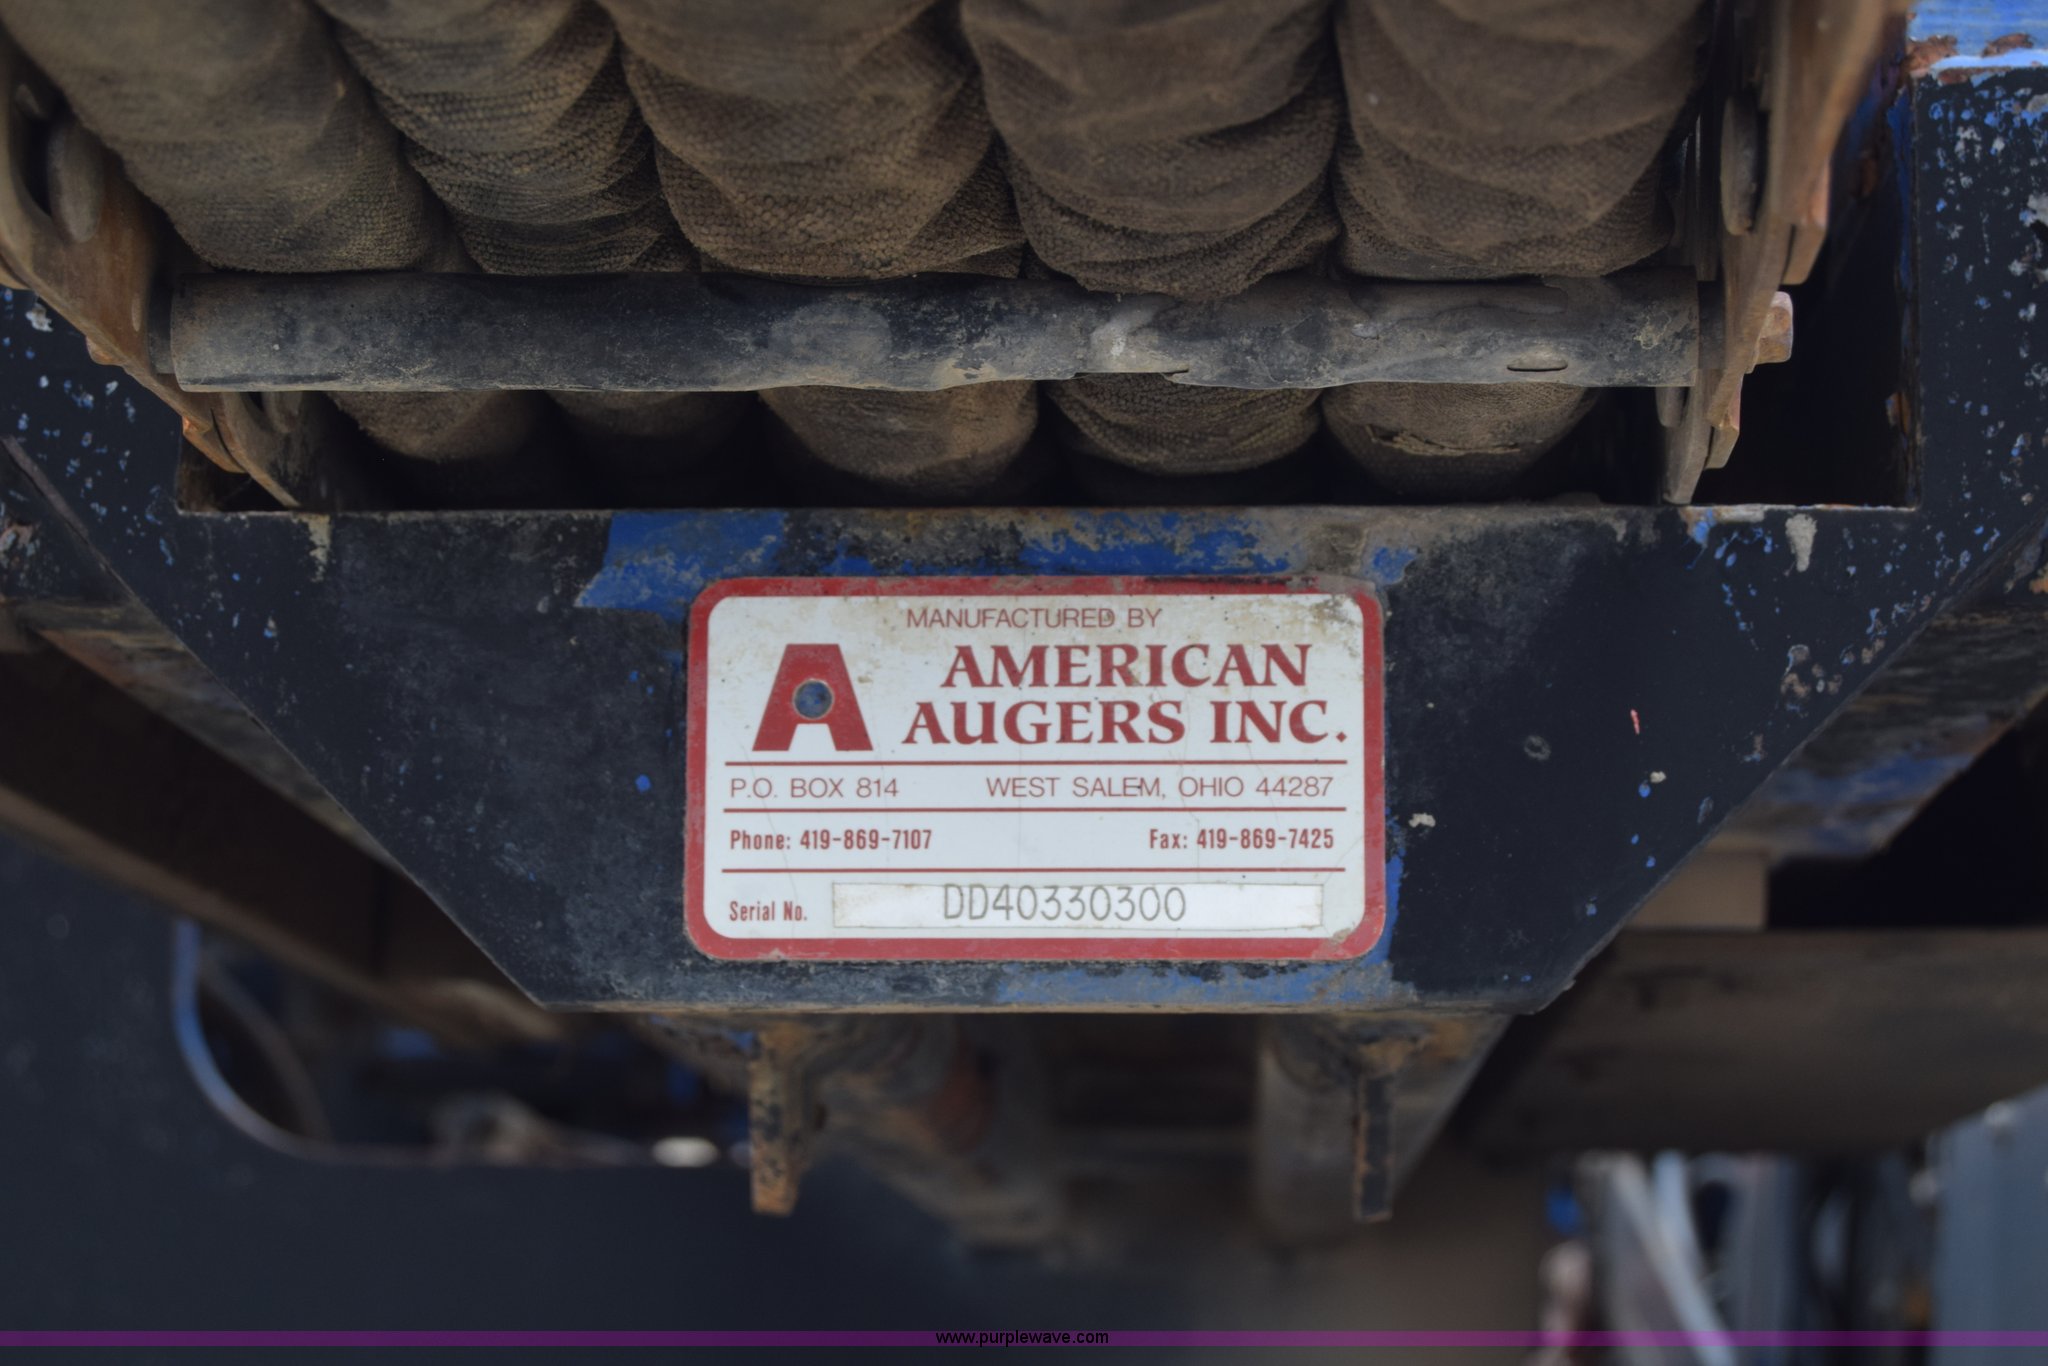 MANUFACTURED BY
AMERICAN
AUGERS INC.
P.O. BOX 814 WEST SALEM, OHIO 44287
Phone: 419-869-7107 Fax: 419-869-7425
Serial No. DD40330300
www.purplewave.com